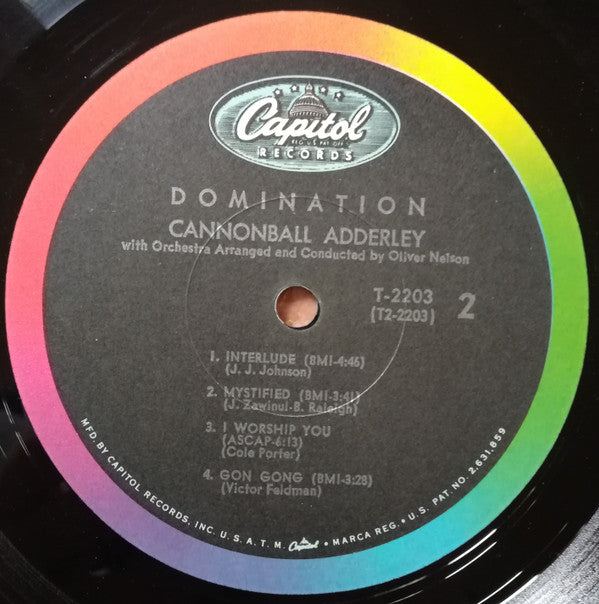 Capitol
REG. U.S. PAT. OFF.
RECORDS
DOMINATION
CANNONBALL ADDERLEY
with Orchestra Arranged and Conducted by Oliver Nelson
T-2203
(T2-2203)
2
1. INTERLUDE (BMI-4:46)
(J. J. Johnson)
2. MYSTIFIED (BMI-3:41)
(J. Zawinul-B. Raleigh)
3. I WORSHIP YOU
(ASCAP-6:13)
(Cole Porter)
4. GON GONG (BMI-3:28)
(Victor Feldman)
MFD. BY CAPITOL RECORDS, INC. U.S.A. T.M. Capitol • MARCA REG. • U.S. PAT. NO. 2,631,859